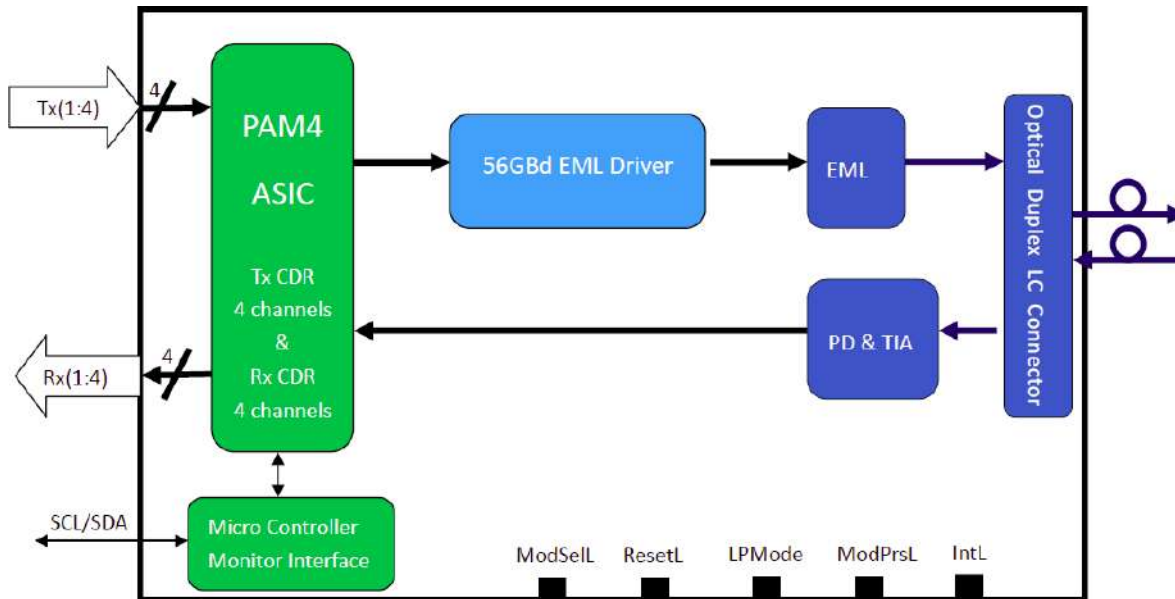 Tx(1:4)
4
PAM4
ASIC
Tx CDR
4 channels
&
Rx CDR
4 channels
56GBd EML Driver
EML
Optical Duplex LC Connector
PD & TIA
4
Rx(1:4)
SCL/SDA
Micro Controller
Monitor Interface
ModSelL
ResetL
LPMode
ModPrsL
IntL